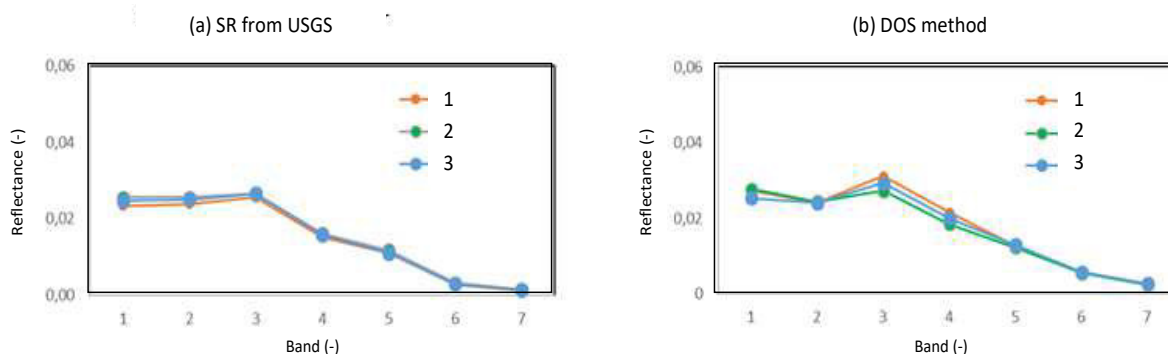 (a) SR from USGS
0,06
0,04
0,02
0,00
Reflectance (-)
1
2
3
1 2 3 4 5 6 7
Band (-)
(b) DOS method
0,06
0,04
0,02
0
Reflectance (-)
1
2
3
1 2 3 4 5 6 7
Band (-)